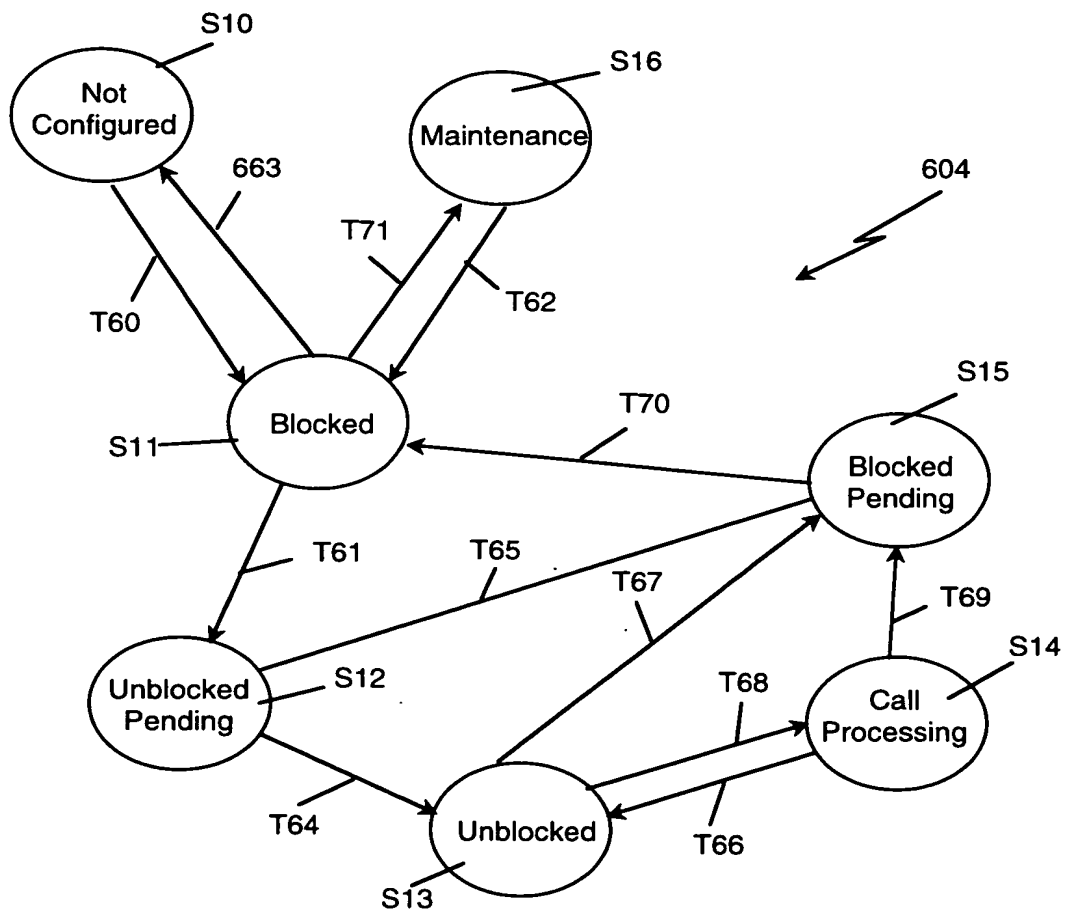 S10
Not
Configured
S16
Maintenance
663
604
T71
T62
T60
S15
T70
S11
Blocked
Blocked
Pending
T61
T65
T67
T69
S14
Unblocked
Pending
S12
T68
Call
Processing
T64
Unblocked
T66
S13